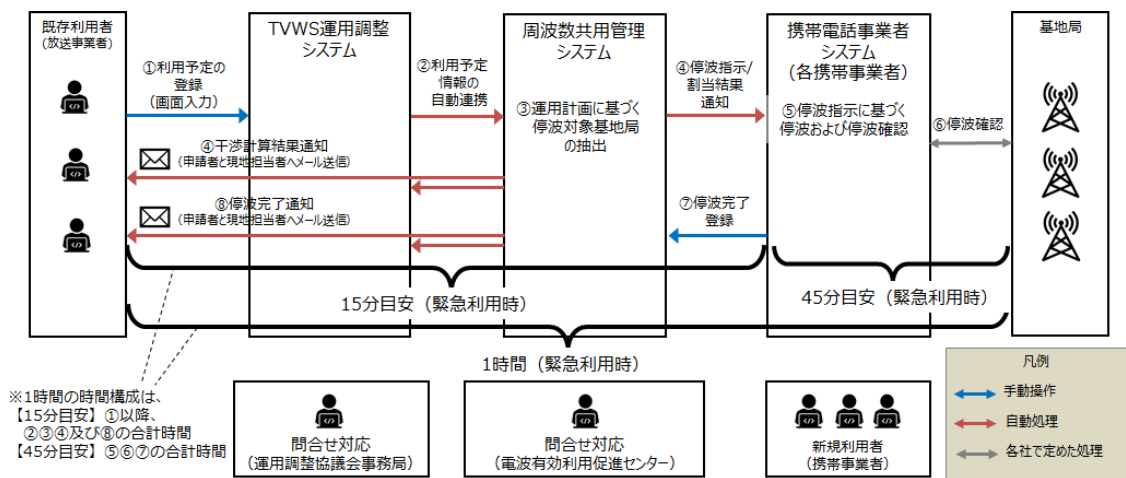 既存利用者
(放送事業者)
TVWS運用調整
システム
周波数共用管理
システム
携帯電話事業者
システム
(各携帯事業者)
基地局
①利用予定の
登録
(画面入力)
②利用予定
情報の
自動連携
③運用計画に基づく
停波対象基地局
の抽出
④停波指示/
割当結果
通知
⑤停波指示に基づく
停波および停波確認
⑥停波確認
④干渉計算結果通知
(申請者と現地担当者へメール送信)
⑧停波完了通知
(申請者と現地担当者へメール送信)
⑦停波完了
登録
15分目安(緊急利用時)
45分目安(緊急利用時)
1時間(緊急利用時)
※1時間の時間構成は、
【15分目安】①以降、
②③④及び⑧の合計時間
【45分目安】⑤⑥⑦の合計時間
問合せ対応
(運用調整協議会事務局)
問合せ対応
(電波有効利用促進センター)
新規利用者
(携帯事業者)
凡例
手動操作
自動処理
各社で定めた処理